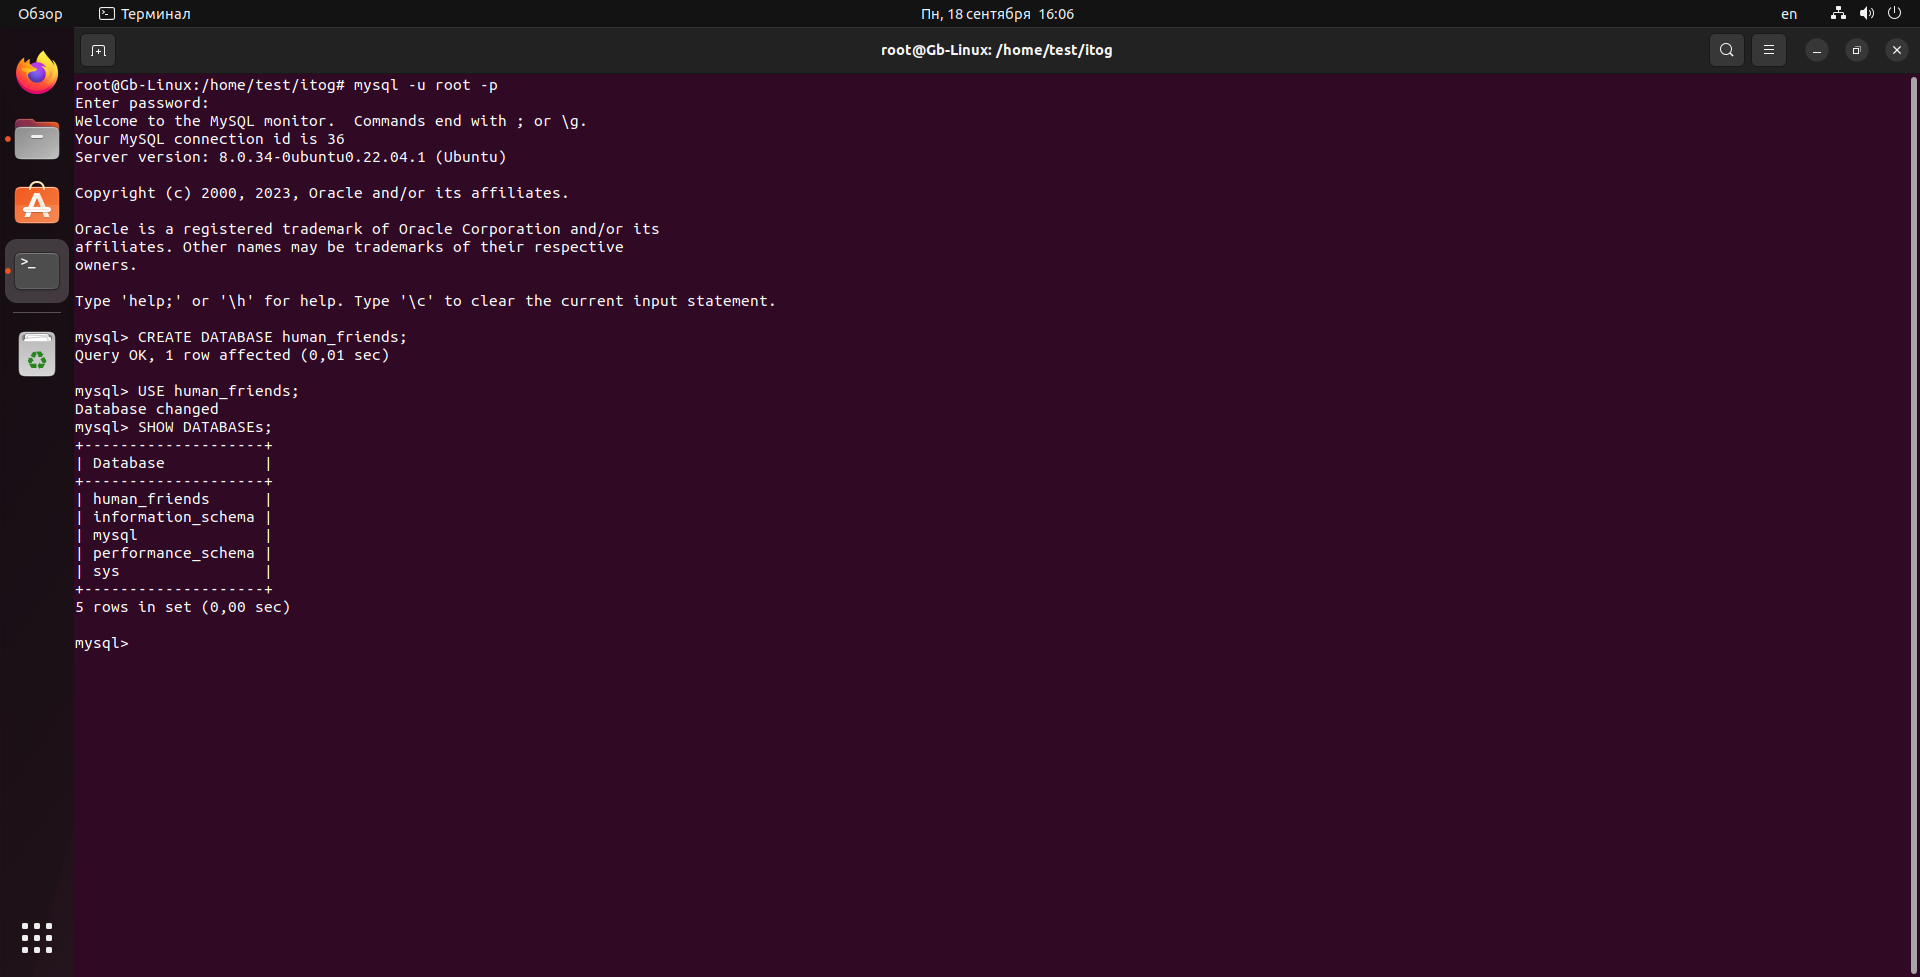 Обзор
Терминал
Пн, 18 сентября 16:06
en
root@Gb-Linux: /home/test/itog
root@Gb-Linux:/home/test/itog# mysql -u root -p
Enter password:
Welcome to the MySQL monitor.  Commands end with ; or \g.
Your MySQL connection id is 36
Server version: 8.0.34-0ubuntu0.22.04.1 (Ubuntu)
Copyright (c) 2000, 2023, Oracle and/or its affiliates.
Oracle is a registered trademark of Oracle Corporation and/or its
affiliates. Other names may be trademarks of their respective
owners.
Type 'help;' or '\h' for help. Type '\c' to clear the current input statement.
mysql> CREATE DATABASE human_friends;
Query OK, 1 row affected (0,01 sec)
mysql> USE human_friends;
Database changed
mysql> SHOW DATABASEs;
+--------------------+
| Database           |
+--------------------+
| human_friends      |
| information_schema |
| mysql              |
| performance_schema |
| sys                |
+--------------------+
5 rows in set (0,00 sec)
mysql>